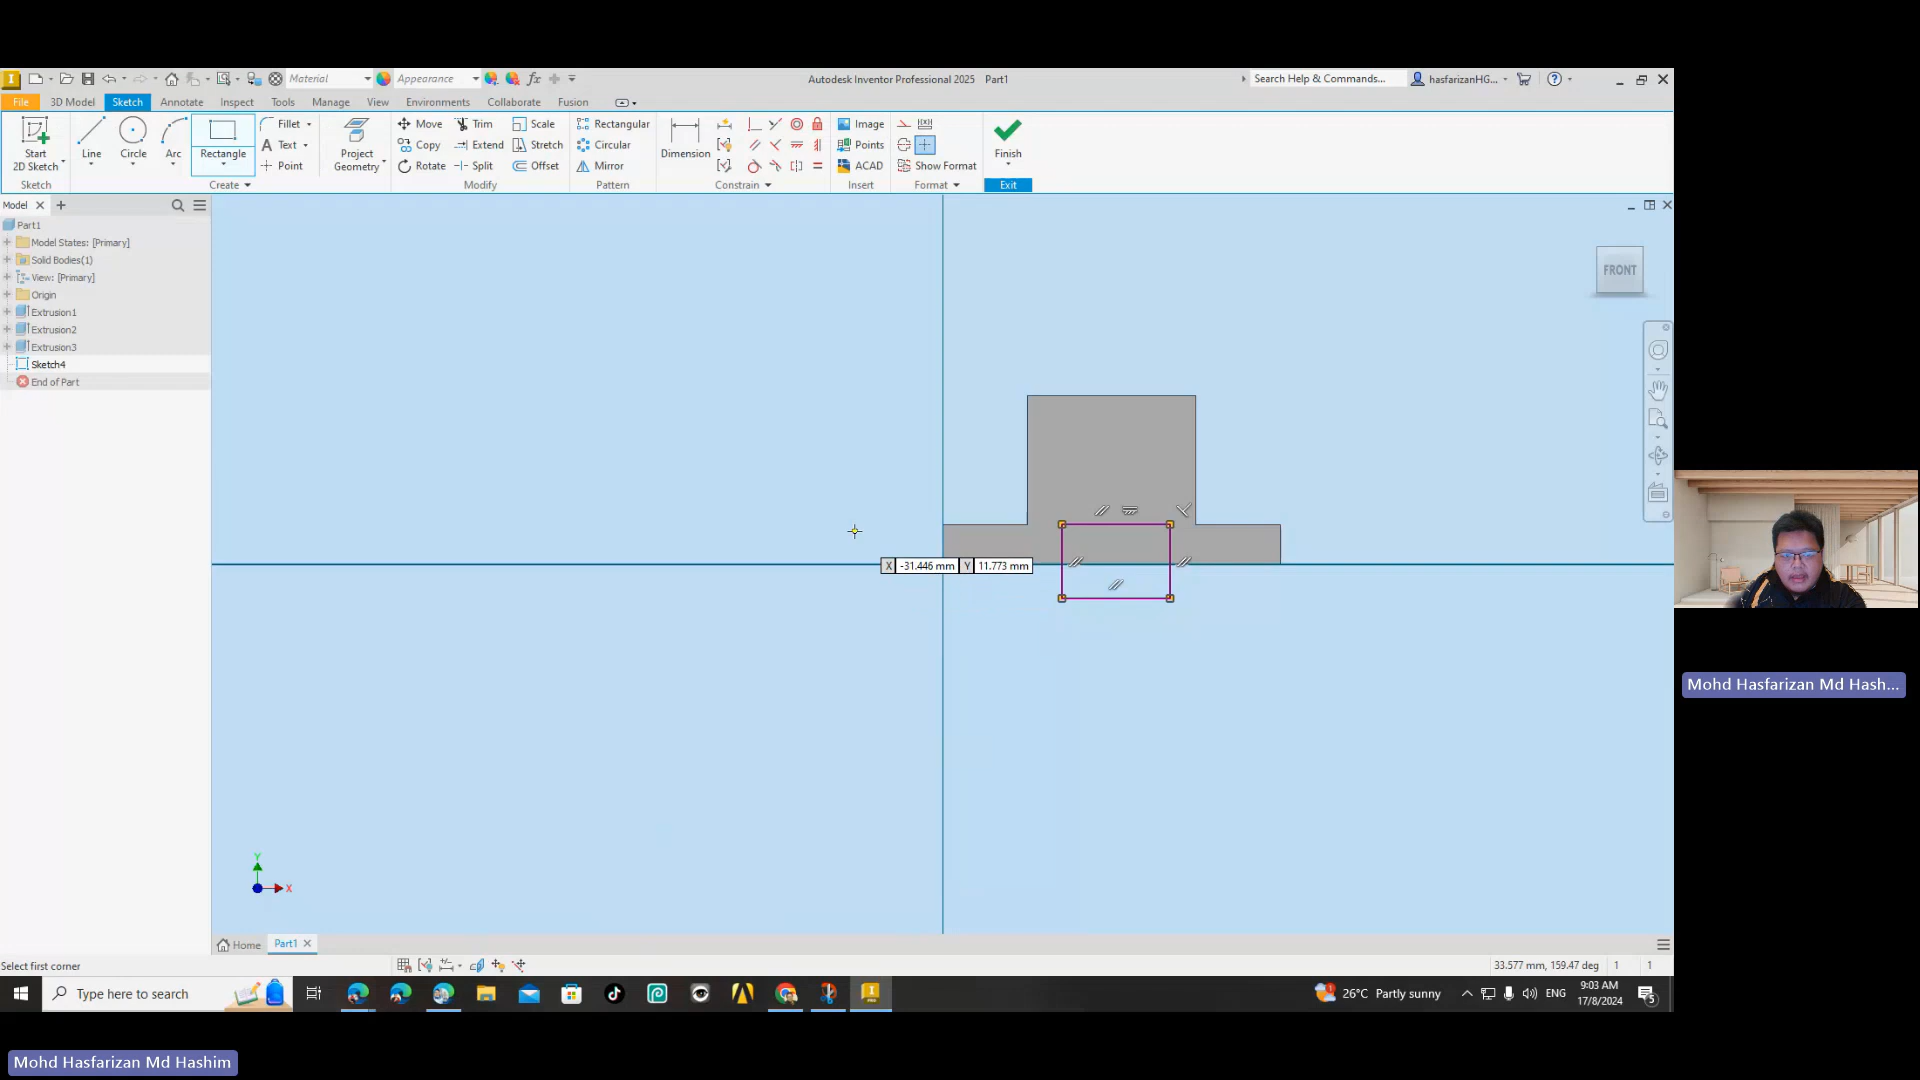 Material
Appearance
Autodesk Inventor Professional 2025 Part1
Search Help & Commands...
hasfarizanHG...
File 3D Model Sketch Annotate Inspect Tools Manage View Environments Collaborate Fusion
Start
2D Sketch
Line
Circle
Arc
Rectangle
Fillet
Text
Point
Project
Geometry
Move
Copy
Rotate
Trim
Extend
Split
Scale
Stretch
Offset
Rectangular
Circular
Mirror
Dimension
Image
Points
ACAD
Show Format
Finish
Sketch Create Modify Pattern Constrain Insert Format Exit
Model
Part1
Model States: [Primary]
Solid Bodies(1)
View: [Primary]
Origin
Extrusion1
Extrusion2
Extrusion3
Sketch4
End of Part
FRONT
X -31.446 mm Y 11.773 mm
Y
X
Home Part1
Select first corner
33.577 mm, 159.47 deg 1 1
Type here to search
26°C Partly sunny
ENG
9:03 AM
17/8/2024
5
Mohd Hasfarizan Md Hash...
Mohd Hasfarizan Md Hashim